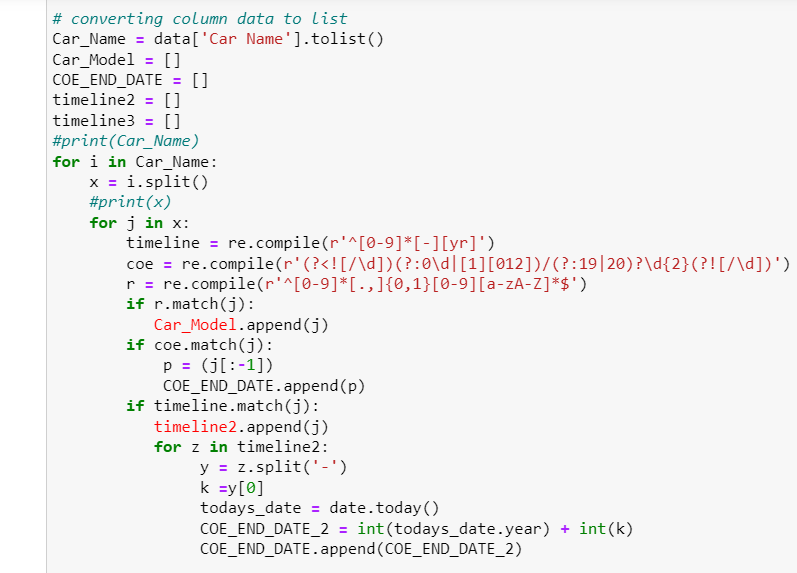 # converting column data to list
Car_Name = data['Car Name'].tolist()
Car_Model = []
COE_END_DATE = []
timeline2 = []
timeline3 = []
#print(Car_Name)
for i in Car_Name:
    x = i.split()
    #print(x)
    for j in x:
        timeline = re.compile(r'^[0-9]*[-][yr]')
        coe = re.compile(r'(?<![/\d])(?:0\d|[1][012])/(?:19|20)?\d{2}(?![/\d])')
        r = re.compile(r'^[0-9]*[.,]{0,1}[0-9][a-zA-Z]*$')
        if r.match(j):
           Car_Model.append(j)
        if coe.match(j):
            p = (j[:-1])
            COE_END_DATE.append(p)
        if timeline.match(j):
           timeline2.append(j)
           for z in timeline2:
                y = z.split('-')
                k =y[0]
                todays_date = date.today()
                COE_END_DATE_2 = int(todays_date.year) + int(k)
                COE_END_DATE.append(COE_END_DATE_2)